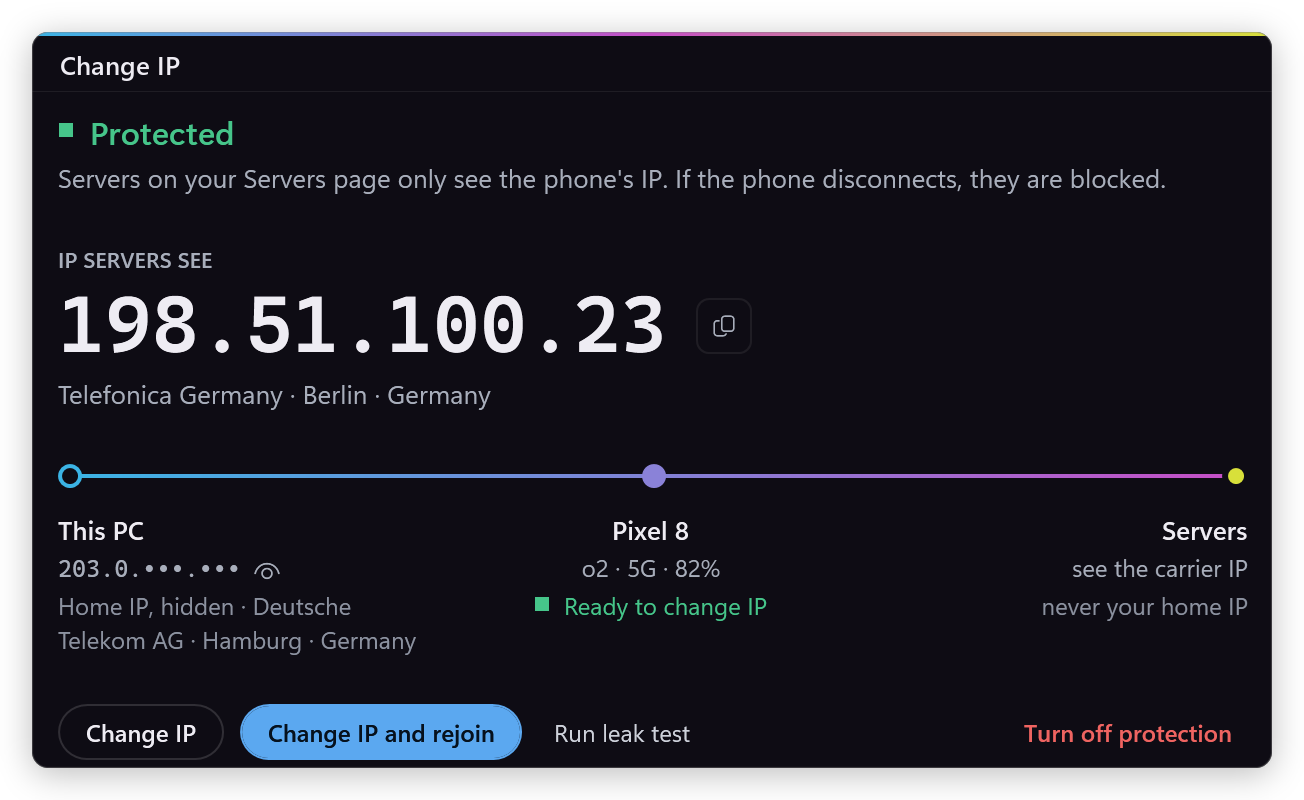 Change IP
Protected
Servers on your Servers page only see the phone's IP. If the phone disconnects, they are blocked.
IP SERVERS SEE
198.51.100.23
Telefonica Germany · Berlin · Germany
This PC
203.0.•••.•••
Home IP, hidden · Deutsche
Telekom AG · Hamburg · Germany
Pixel 8
o2 · 5G · 82%
Ready to change IP
Servers
see the carrier IP
never your home IP
Change IP
Change IP and rejoin
Run leak test
Turn off protection